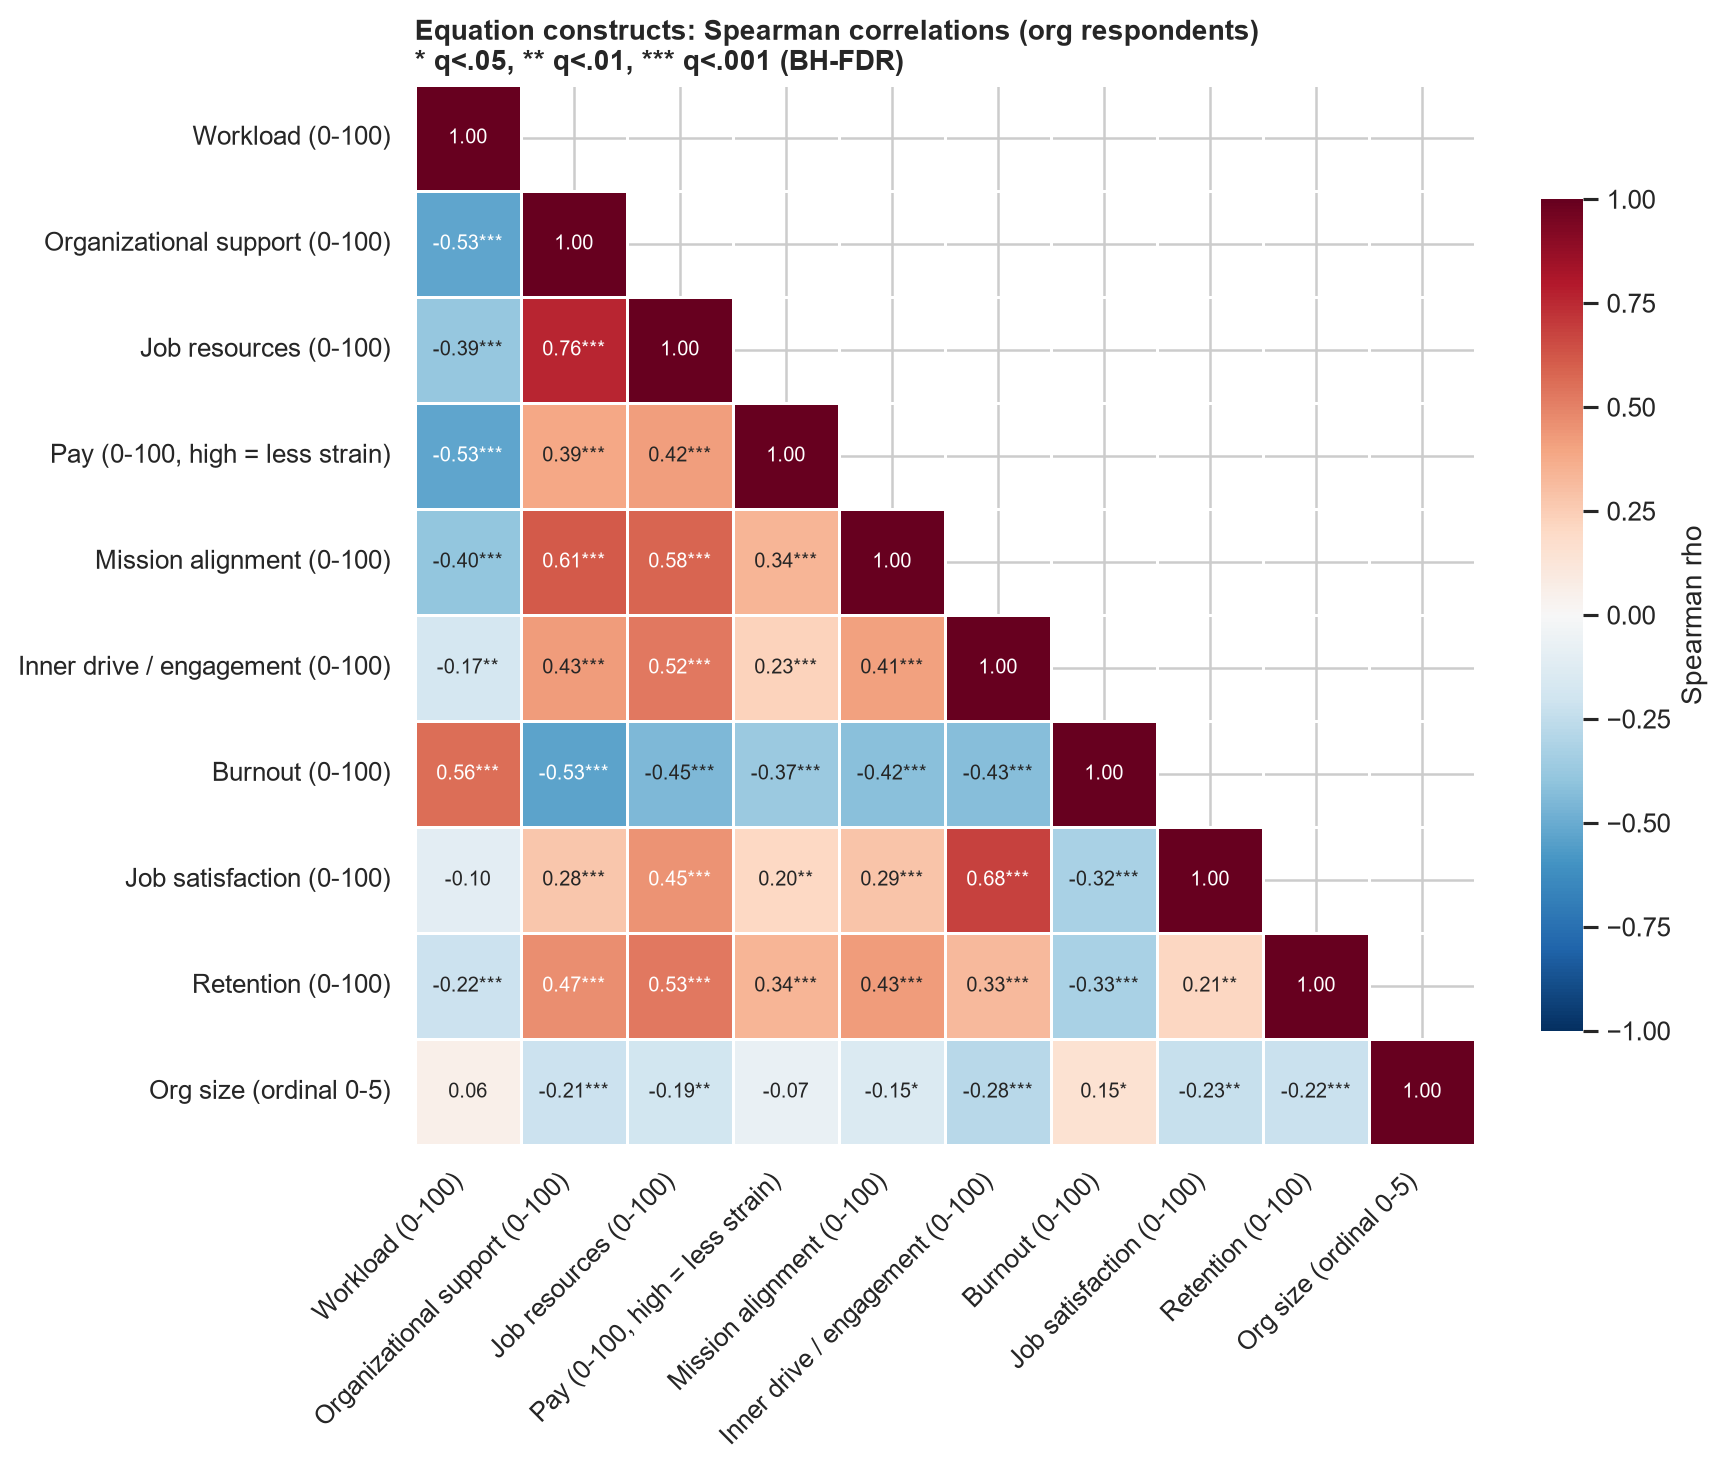 Equation constructs: Spearman correlations (org respondents)
* q<.05, ** q<.01, *** q<.001 (BH-FDR)
Workload (0-100)
1.00
Organizational support (0-100)
-0.53*** 1.00
Job resources (0-100)
-0.39*** 0.76*** 1.00
Pay (0-100, high = less strain)
-0.53*** 0.39*** 0.42*** 1.00
Mission alignment (0-100)
-0.40*** 0.61*** 0.58*** 0.34*** 1.00
Inner drive / engagement (0-100)
-0.17** 0.43*** 0.52*** 0.23*** 0.41*** 1.00
Burnout (0-100)
0.56*** -0.53*** -0.45*** -0.37*** -0.42*** -0.43*** 1.00
Job satisfaction (0-100)
-0.10 0.28*** 0.45*** 0.20** 0.29*** 0.68*** -0.32*** 1.00
Retention (0-100)
-0.22*** 0.47*** 0.53*** 0.34*** 0.43*** 0.33*** -0.33*** 0.21** 1.00
Org size (ordinal 0-5)
0.06 -0.21*** -0.19** -0.07 -0.15* -0.28*** 0.15* -0.23** -0.22*** 1.00
Workload (0-100)
Organizational support (0-100)
Job resources (0-100)
Pay (0-100, high = less strain)
Mission alignment (0-100)
Inner drive / engagement (0-100)
Burnout (0-100)
Job satisfaction (0-100)
Retention (0-100)
Org size (ordinal 0-5)
1.00
0.75
0.50
0.25
0.00
−0.25
−0.50
−0.75
−1.00
Spearman rho